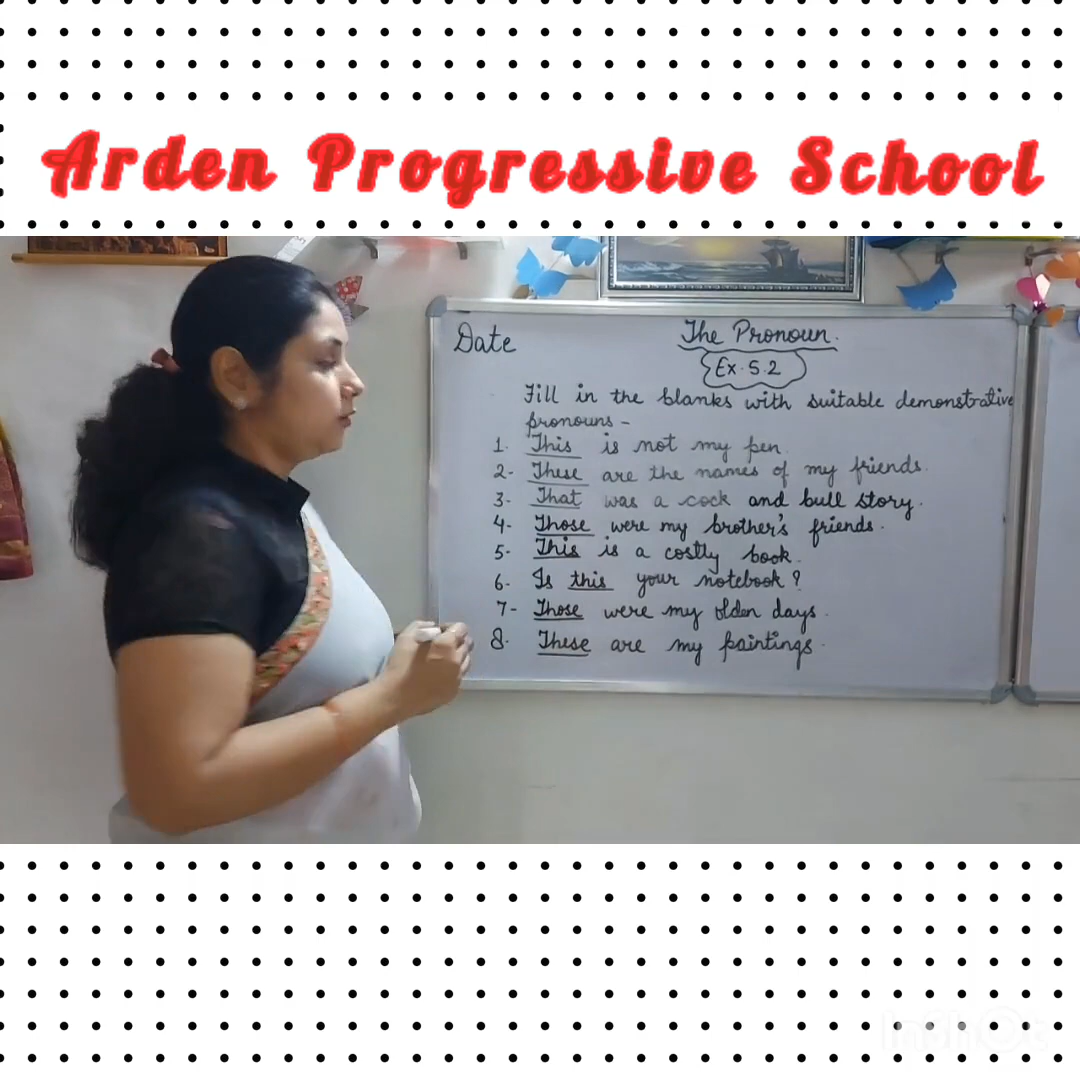 Arden Progressive School
Date
The Pronoun.
Ex. 5.2
Fill in the blanks with suitable demonstrative
pronouns -
1. This is not my pen.
2- These are the names of my friends.
3- That was a cock and bull story.
4- Those were my brother's friends.
5- This is a costly book.
6- Is this your notebook?
7- Those were my olden days.
8. These are my paintings.
InShOt